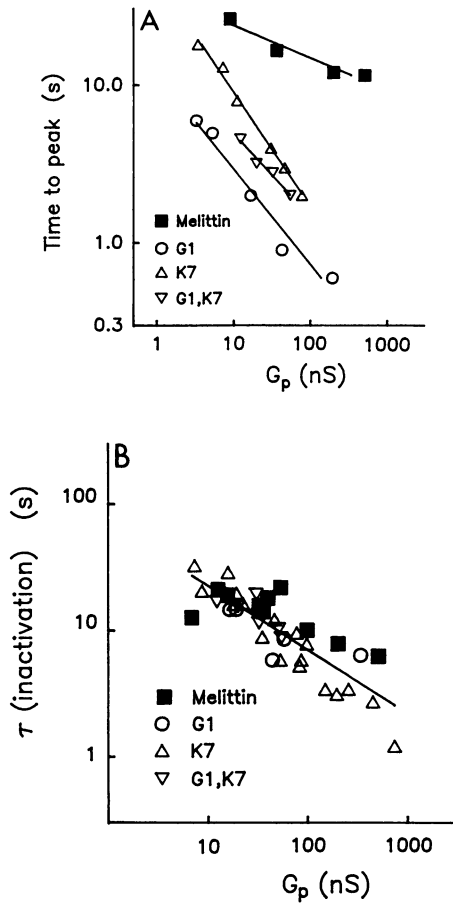 A
Time to peak (s)
10.0
1.0
0.3
■ Melittin
○ G1
△ K7
▽ G1,K7
1 10 100 1000
Gp (nS)
B
τ (inactivation) (s)
100
10
1
■ Melittin
○ G1
△ K7
▽ G1,K7
10 100 1000
Gp (nS)